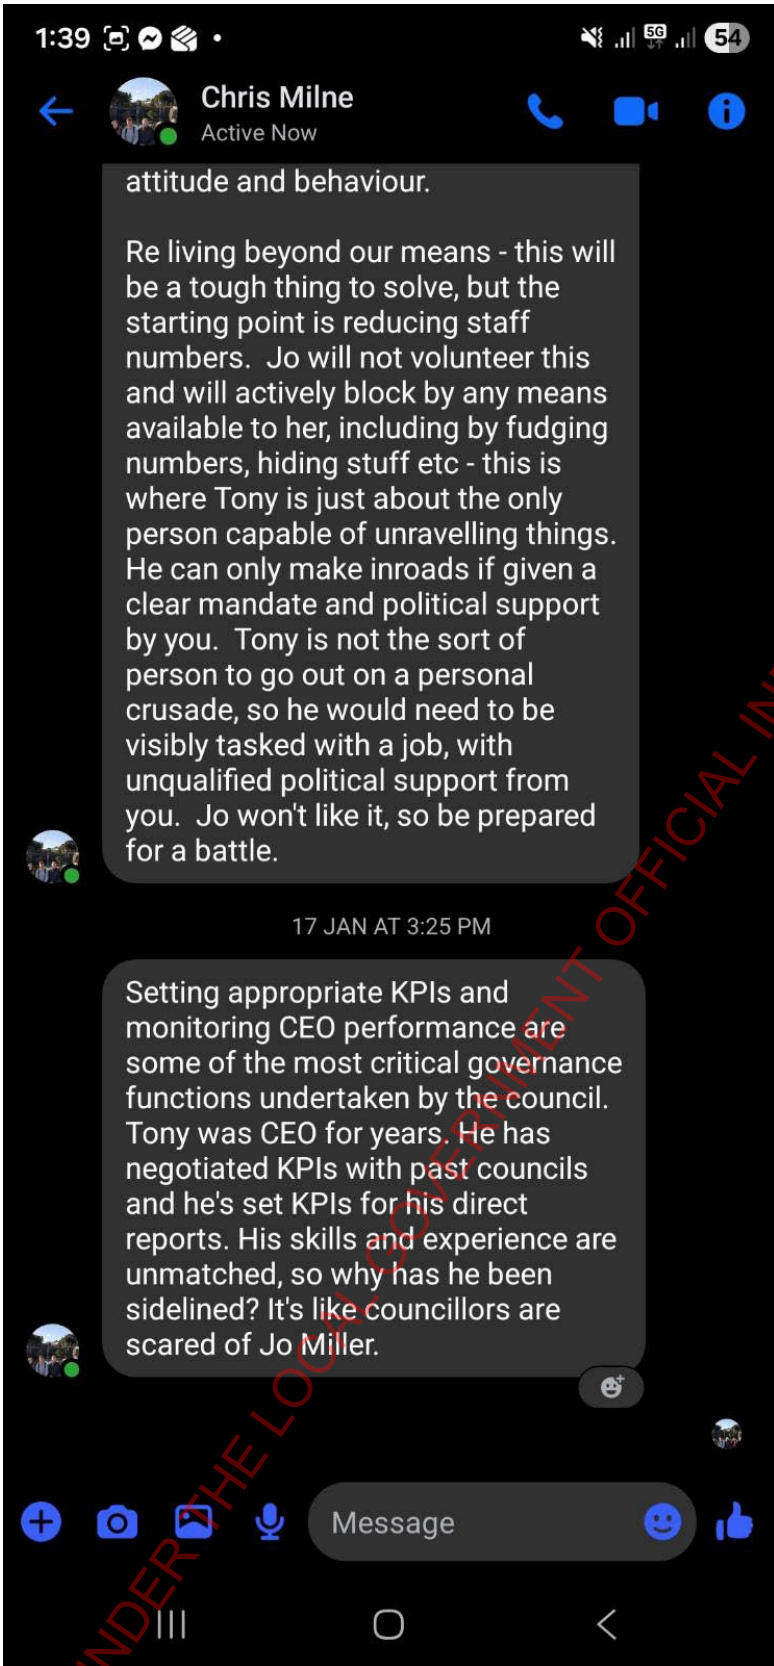 1:39
5G
54
Chris Milne
Active Now
attitude and behaviour.
Re living beyond our means - this will
be a tough thing to solve, but the
starting point is reducing staff
numbers.  Jo will not volunteer this
and will actively block by any means
available to her, including by fudging
numbers, hiding stuff etc - this is
where Tony is just about the only
person capable of unravelling things.
He can only make inroads if given a
clear mandate and political support
by you.  Tony is not the sort of
person to go out on a personal
crusade, so he would need to be
visibly tasked with a job, with
unqualified political support from
you.  Jo won't like it, so be prepared
for a battle.
17 JAN AT 3:25 PM
Setting appropriate KPIs and
monitoring CEO performance are
some of the most critical governance
functions undertaken by the council.
Tony was CEO for years. He has
negotiated KPIs with past councils
and he's set KPIs for his direct
reports. His skills and experience are
unmatched, so why has he been
sidelined? It's like councillors are
scared of Jo Miller.
Message
UNDER THE LOCAL GOVERNMENT OFFICIAL IN